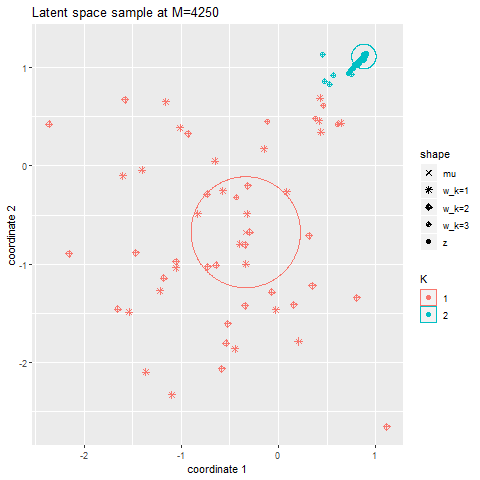 Latent space sample at M=4250
coordinate 2
1
0
-1
-2
-2
-1
0
1
coordinate 1
shape
mu
w_k=1
w_k=2
w_k=3
z
K
1
2